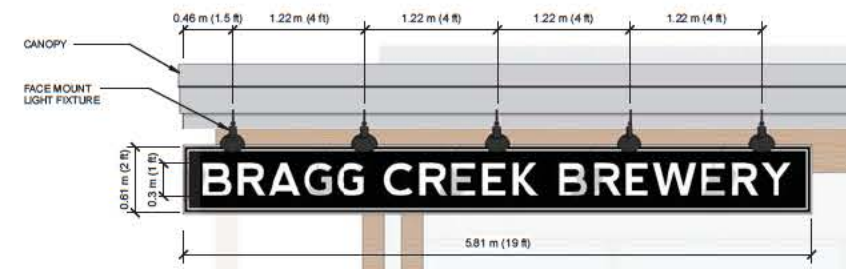 0.46 m (1.5 ft) 1.22 m (4 ft) 1.22 m (4 ft) 1.22 m (4 ft) 1.22 m (4 ft)
CANOPY
FACE MOUNT
LIGHT FIXTURE
0.61 m (2 ft)
0.3 m (1 ft)
BRAGG CREEK BREWERY
5.81 m (19 ft)